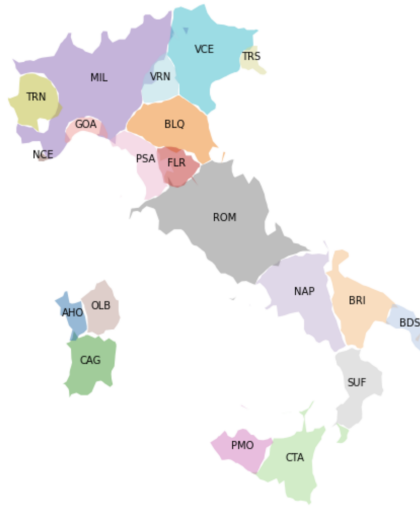 VCE
TRS
MIL
VRN
TRN
GOA
BLQ
NCE
PSA
FLR
ROM
NAP
AHO
OLB
BRI
BDS
CAG
SUF
PMO
CTA